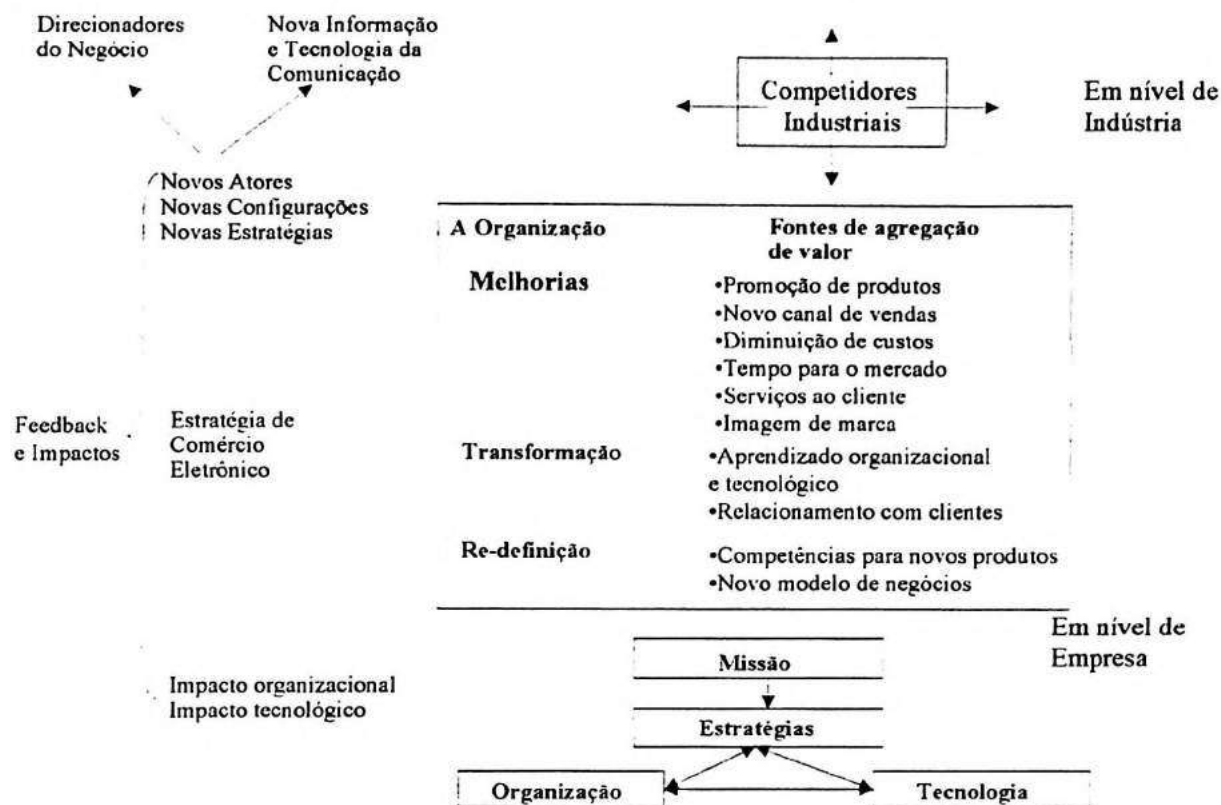 Direcionadores
do Negócio
Nova Informação
e Tecnologia da
Comunicação
Competidores
Industriais
Em nível de
Indústria
Novos Atores
Novas Configurações
Novas Estratégias
A Organização
Fontes de agregação
de valor
Melhorias
•Promoção de produtos
•Novo canal de vendas
•Diminuição de custos
•Tempo para o mercado
•Serviços ao cliente
•Imagem de marca
Feedback
e Impactos
Estratégia de
Comércio
Eletrônico
Transformação
•Aprendizado organizacional
e tecnológico
•Relacionamento com clientes
Re-definição
•Competências para novos produtos
•Novo modelo de negócios
Em nível de
Empresa
Missão
Impacto organizacional
Impacto tecnológico
Estratégias
Organização
Tecnologia